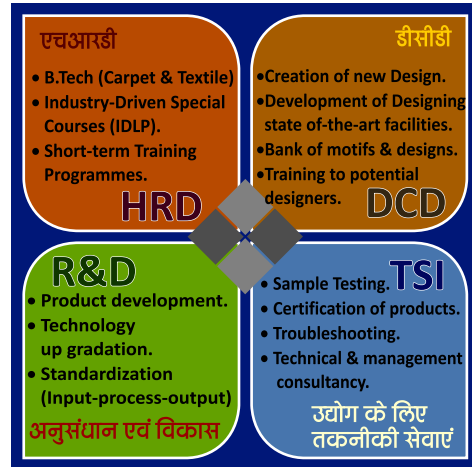 एचआरडी
• B.Tech (Carpet & Textile)
• Industry-Driven Special
Courses (IDLP).
• Short-term Training
Programmes.
HRD
डीसीडी
•Creation of new Design.
•Development of Designing
state of-the-art facilities.
•Bank of motifs & designs.
•Training to potential
designers.
DCD
R&D
• Product development.
• Technology
up gradation.
• Standardization
(Input-process-output)
अनुसंधान एवं विकास
TSI
• Sample Testing.
• Certification of products.
• Troubleshooting.
• Technical & management
consultancy.
उद्योग के लिए
तकनीकी सेवाएं